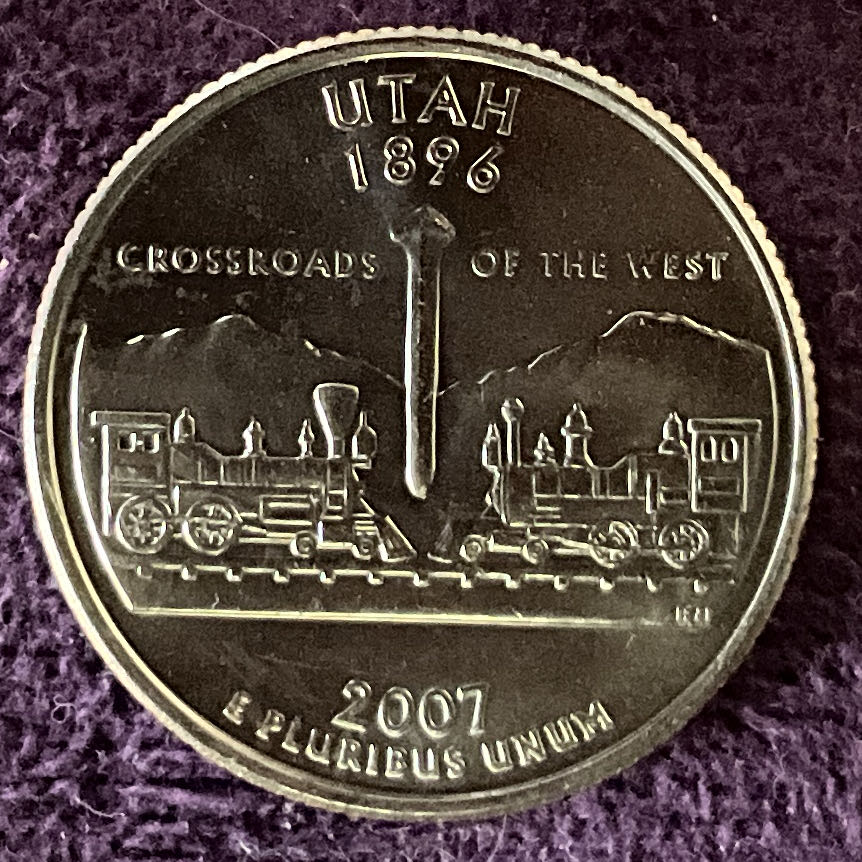 UTAH
1896
CROSSROADS OF THE WEST
2007
E PLURIBUS UNUM